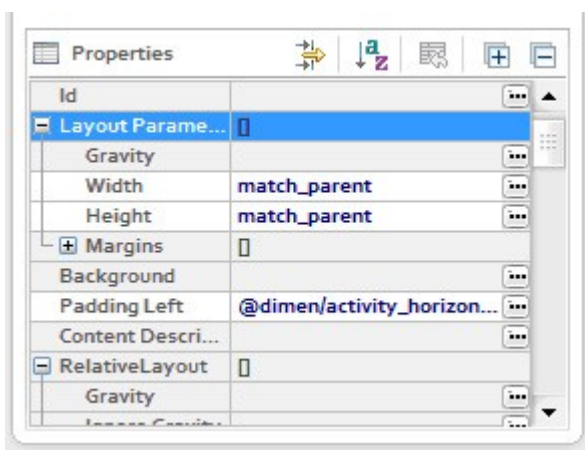 Properties
Id
Layout Parame... []
Gravity
Width match_parent
Height match_parent
Margins []
Background
Padding Left @dimen/activity_horizon...
Content Descri...
RelativeLayout []
Gravity